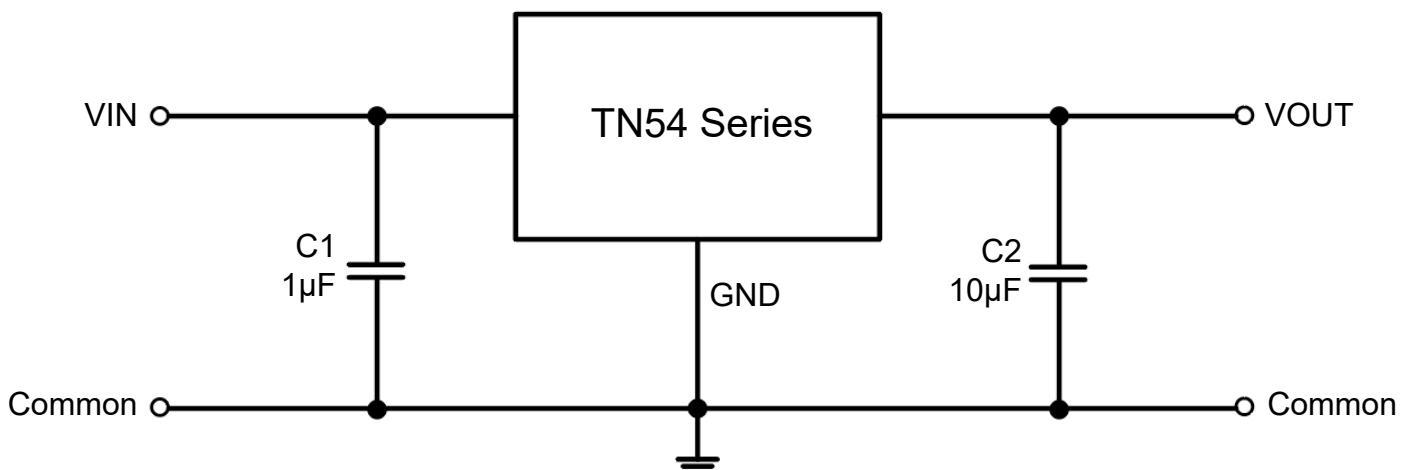 VIN
TN54 Series
VOUT
C1
1µF
GND
C2
10µF
Common
Common